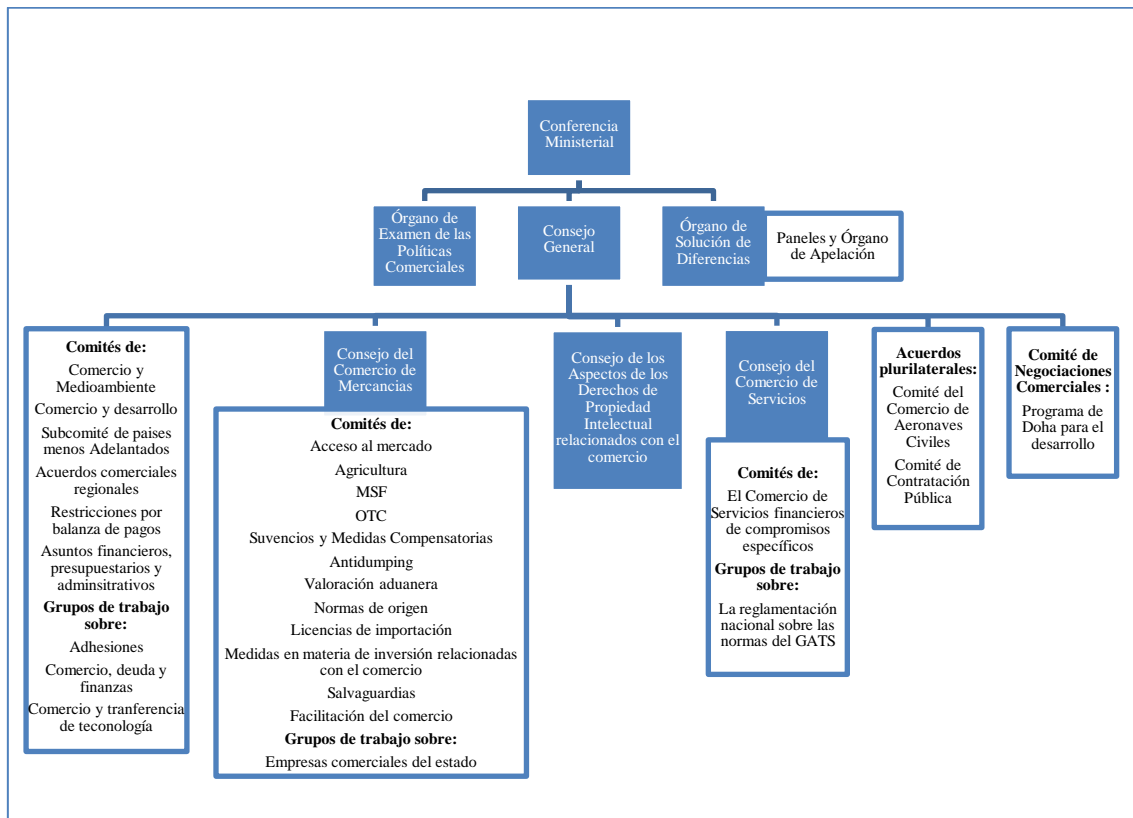 Conferencia
Ministerial
Órgano de
Examen de las
Políticas
Comerciales
Consejo
General
Órgano de
Solución de
Diferencias
Paneles y Órgano
de Apelación
Comités de:
Comercio y
Medioambiente
Comercio y desarrollo
Subcomité de paises
menos Adelantados
Acuerdos comerciales
regionales
Restricciones por
balanza de pagos
Asuntos financieros,
presupuestarios y
adminsitrativos
Grupos de trabajo
sobre:
Adhesiones
Comercio, deuda y
finanzas
Comercio y tranferencia
de teconología
Consejo del
Comercio de
Mercancias
Comités de:
Acceso al mercado
Agricultura
MSF
OTC
Suvencios y Medidas Compensatorias
Antidumping
Valoración aduanera
Normas de origen
Licencias de importación
Medidas en materia de inversión relacionadas
con el comercio
Salvaguardias
Facilitación del comercio
Grupos de trabajo sobre:
Empresas comerciales del estado
Consejo de los
Aspectos de los
Derechos de
Propiedad
Intelectual
relacionados con el
comercio
Consejo del
Comercio de
Servicios
Comités de:
El Comercio de
Servicios financieros
de compromisos
específicos
Grupos de trabajo
sobre:
La reglamentación
nacional sobre las
normas del GATS
Acuerdos
plurilaterales:
Comité del
Comercio de
Aeronaves
Civiles
Comité de
Contratación
Pública
Comité de
Negociaciones
Comerciales :
Programa de
Doha para el
desarrollo